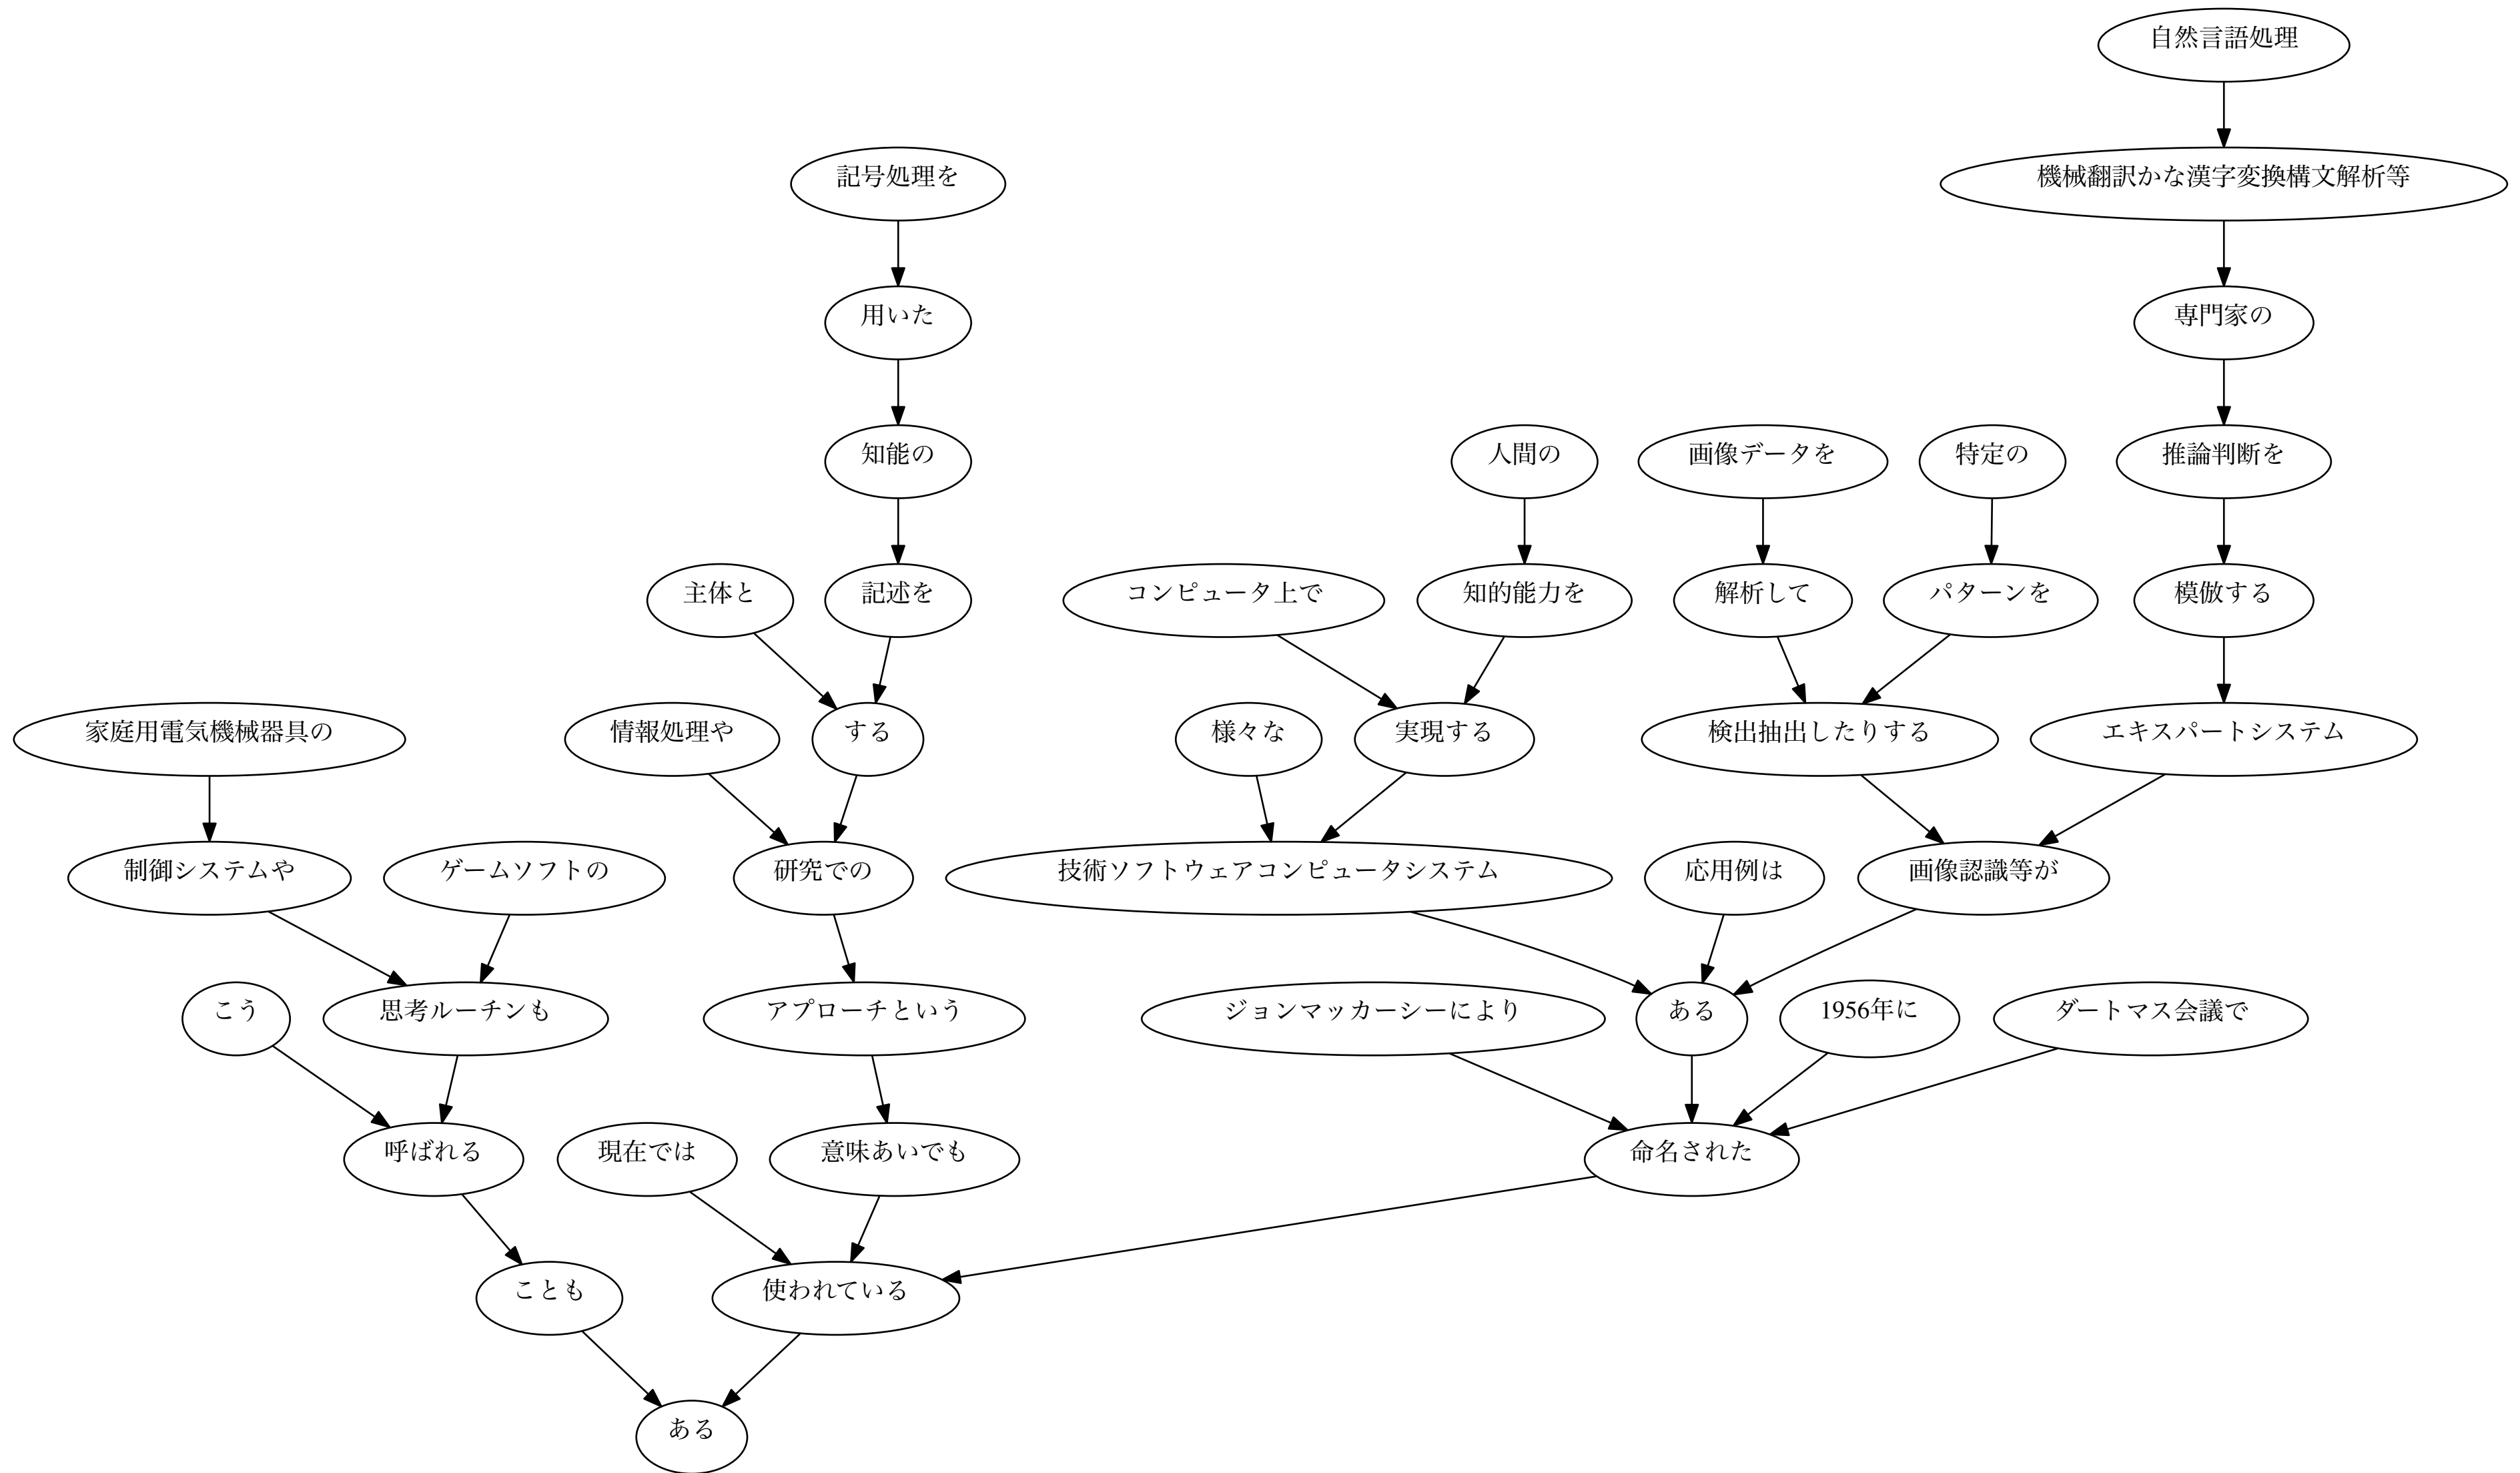 自然言語処理
記号処理を
機械翻訳かな漢字変換構文解析等
用いた
専門家の
知能の
人間の
画像データを
特定の
推論判断を
主体と
記述を
コンピュータ上で
知的能力を
解析して
パターンを
模倣する
家庭用電気機械器具の
情報処理や
する
様々な
実現する
検出抽出したりする
エキスパートシステム
制御システムや
ゲームソフトの
研究での
技術ソフトウェアコンピュータシステム
応用例は
画像認識等が
こう
思考ルーチンも
アプローチという
ジョンマッカーシーにより
ある
1956年に
ダートマス会議で
呼ばれる
現在では
意味あいでも
命名された
ことも
使われている
ある